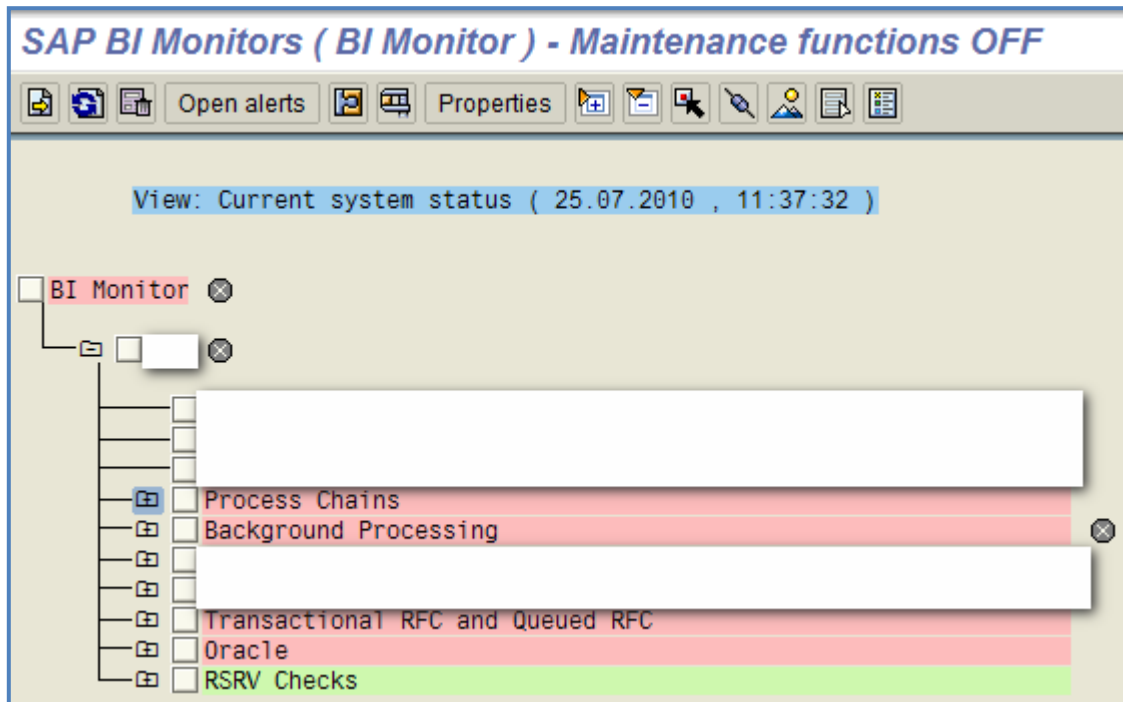 SAP BI Monitors ( BI Monitor ) - Maintenance functions OFF
Open alerts Properties
View: Current system status ( 25.07.2010 , 11:37:32 )
BI Monitor
Process Chains
Background Processing
Transactional RFC and Queued RFC
Oracle
RSRV Checks